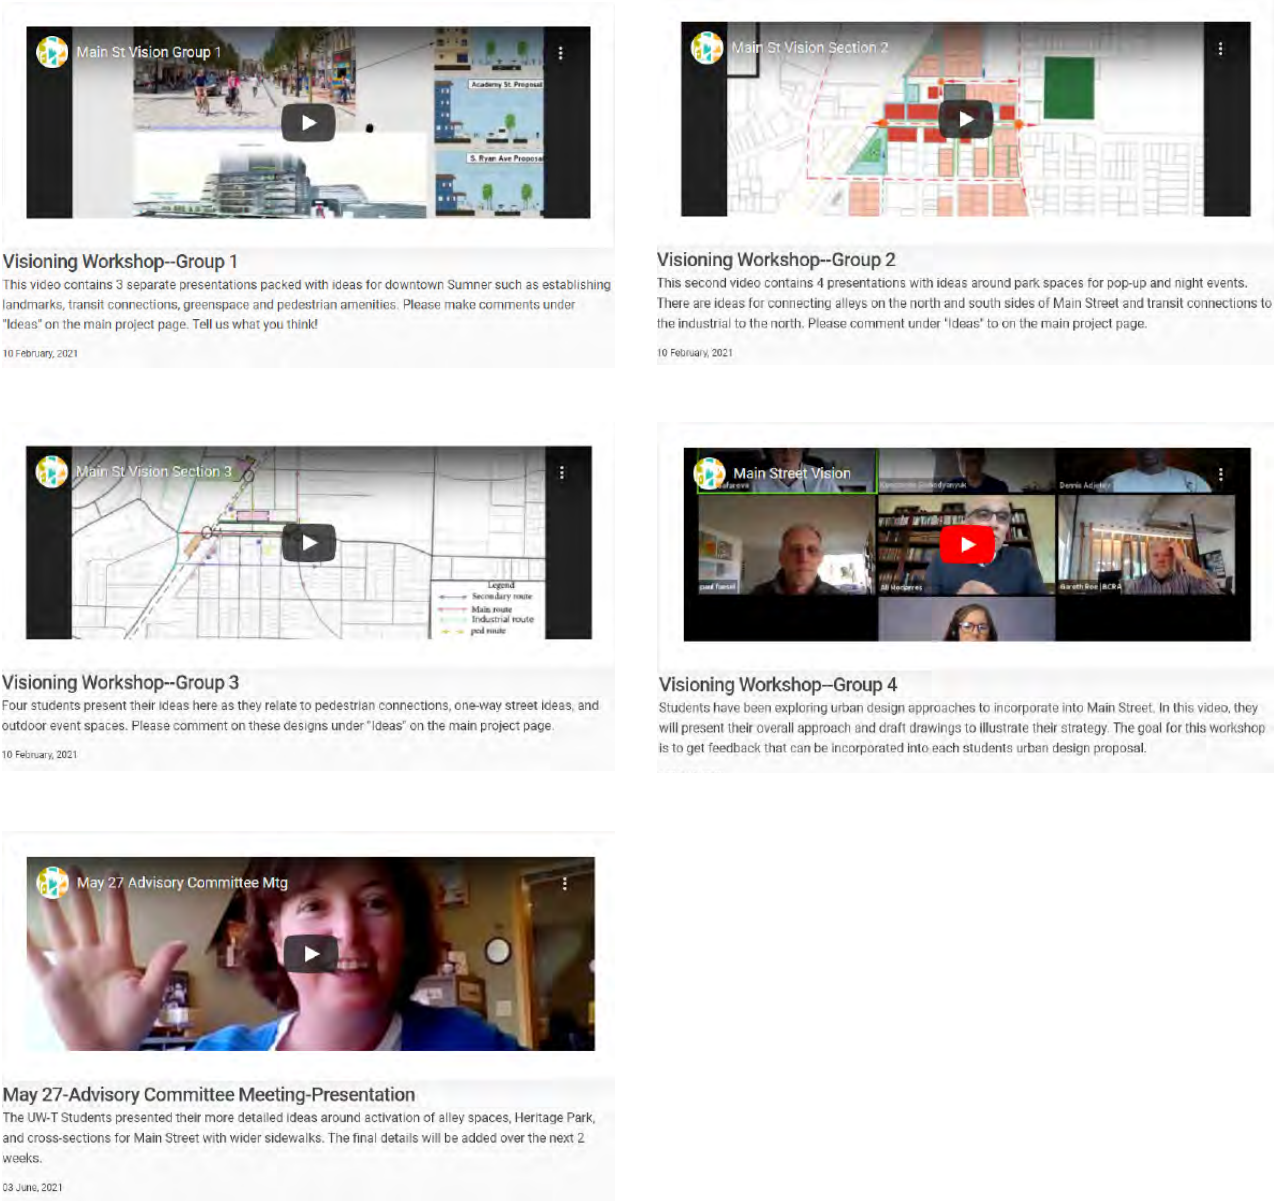 Main St Vision Group 1
Academy St. Proposal
S. Ryan Ave Proposal
Visioning Workshop--Group 1
This video contains 3 separate presentations packed with ideas for downtown Sumner such as establishing
landmarks, transit connections, greenspace and pedestrian amenities. Please make comments under
"Ideas" on the main project page. Tell us what you think!
10 February, 2021
Main St Vision Section 2
Visioning Workshop--Group 2
This second video contains 4 presentations with ideas around park spaces for pop-up and night events.
There are ideas for connecting alleys on the north and south sides of Main Street and transit connections to
the industrial to the north. Please comment under "Ideas" to on the main project page.
10 February, 2021
Main St Vision Section 3
Legend
Secondary route
Main route
Industrial route
ped route
Visioning Workshop--Group 3
Four students present their ideas here as they relate to pedestrian connections, one-way street ideas, and
outdoor event spaces. Please comment on these designs under "Ideas" on the main project page.
10 February, 2021
Main Street Vision
Gareth Roe | BCRA
Visioning Workshop--Group 4
Students have been exploring urban design approaches to incorporate into Main Street. In this video, they
will present their overall approach and draft drawings to illustrate their strategy. The goal for this workshop
is to get feedback that can be incorporated into each students urban design proposal.
May 27 Advisory Committee Mtg
May 27-Advisory Committee Meeting-Presentation
The UW-T Students presented their more detailed ideas around activation of alley spaces, Heritage Park,
and cross-sections for Main Street with wider sidewalks. The final details will be added over the next 2
weeks.
03 June, 2021